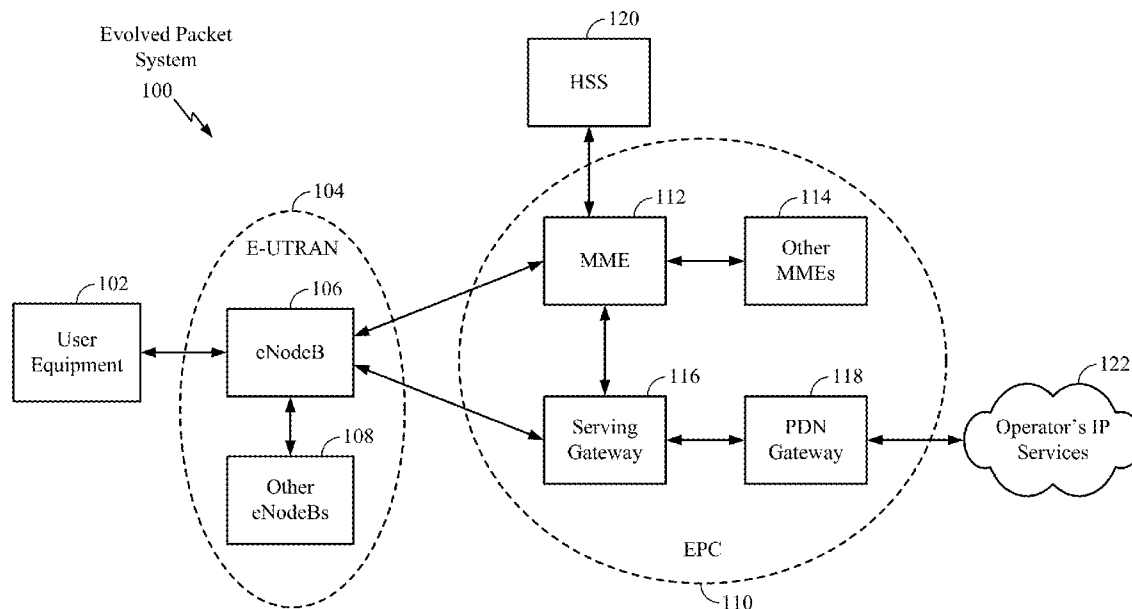 Evolved Packet
System
100
120
HSS
104
E-UTRAN
112
MME
114
Other
MMEs
102
User
Equipment
106
eNodeB
108
Other
eNodeBs
116
Serving
Gateway
118
PDN
Gateway
122
Operator's IP
Services
EPC
110